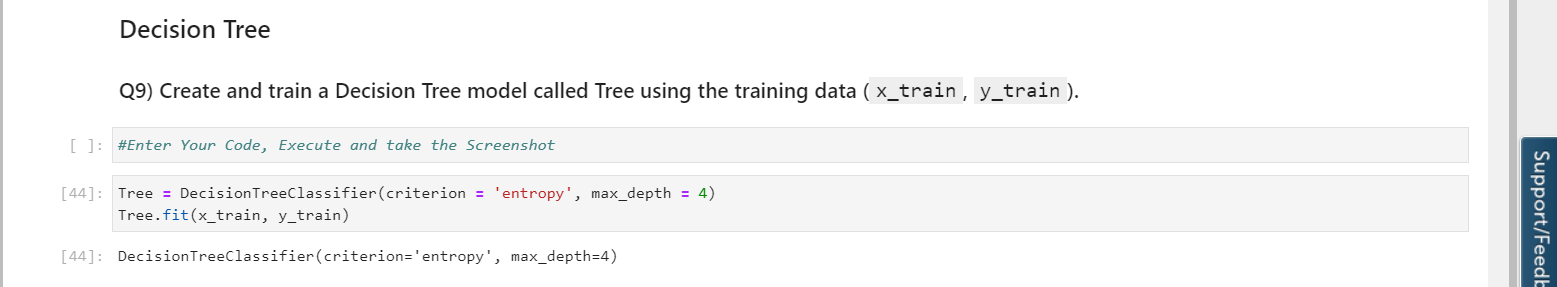 Decision Tree
Q9) Create and train a Decision Tree model called Tree using the training data ( x_train , y_train ).
[ ]: #Enter Your Code, Execute and take the Screenshot
[44]: Tree = DecisionTreeClassifier(criterion = 'entropy', max_depth = 4)
Tree.fit(x_train, y_train)
[44]: DecisionTreeClassifier(criterion='entropy', max_depth=4)
Support/Feedb